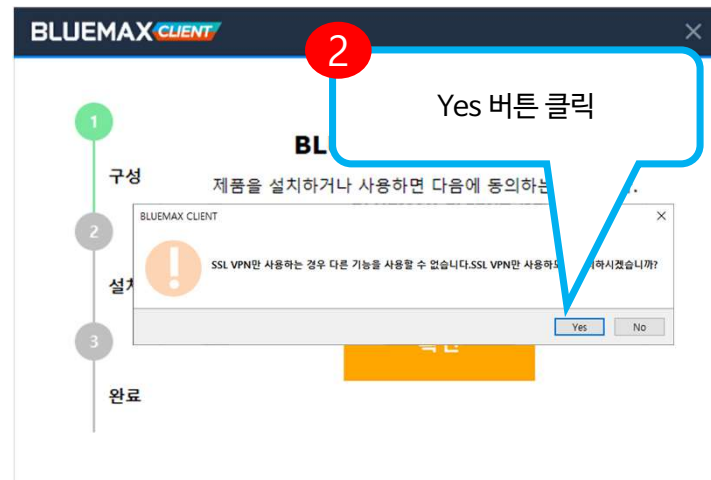 BLUEMAX CLIENT
2
Yes 버튼 클릭
1
BL
구성
제품을 설치하거나 사용하면 다음에 동의하는
2
BLUEMAX CLIENT
SSL VPN만 사용하는 경우 다른 기능을 사용할 수 없습니다.SSL VPN만 사용하 하시겠습니까?
Yes No
3
완료